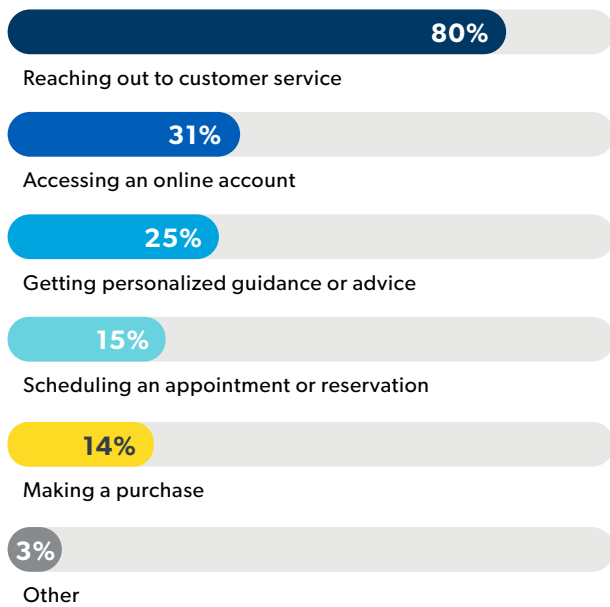 80%
Reaching out to customer service
31%
Accessing an online account
25%
Getting personalized guidance or advice
15%
Scheduling an appointment or reservation
14%
Making a purchase
3%
Other